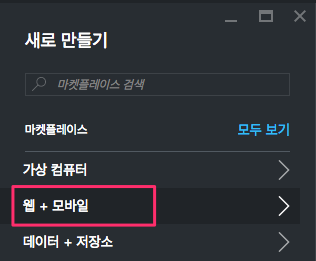 새로 만들기
마켓플레이스 검색
마켓플레이스 모두 보기
가상 컴퓨터
웹 + 모바일
데이터 + 저장소